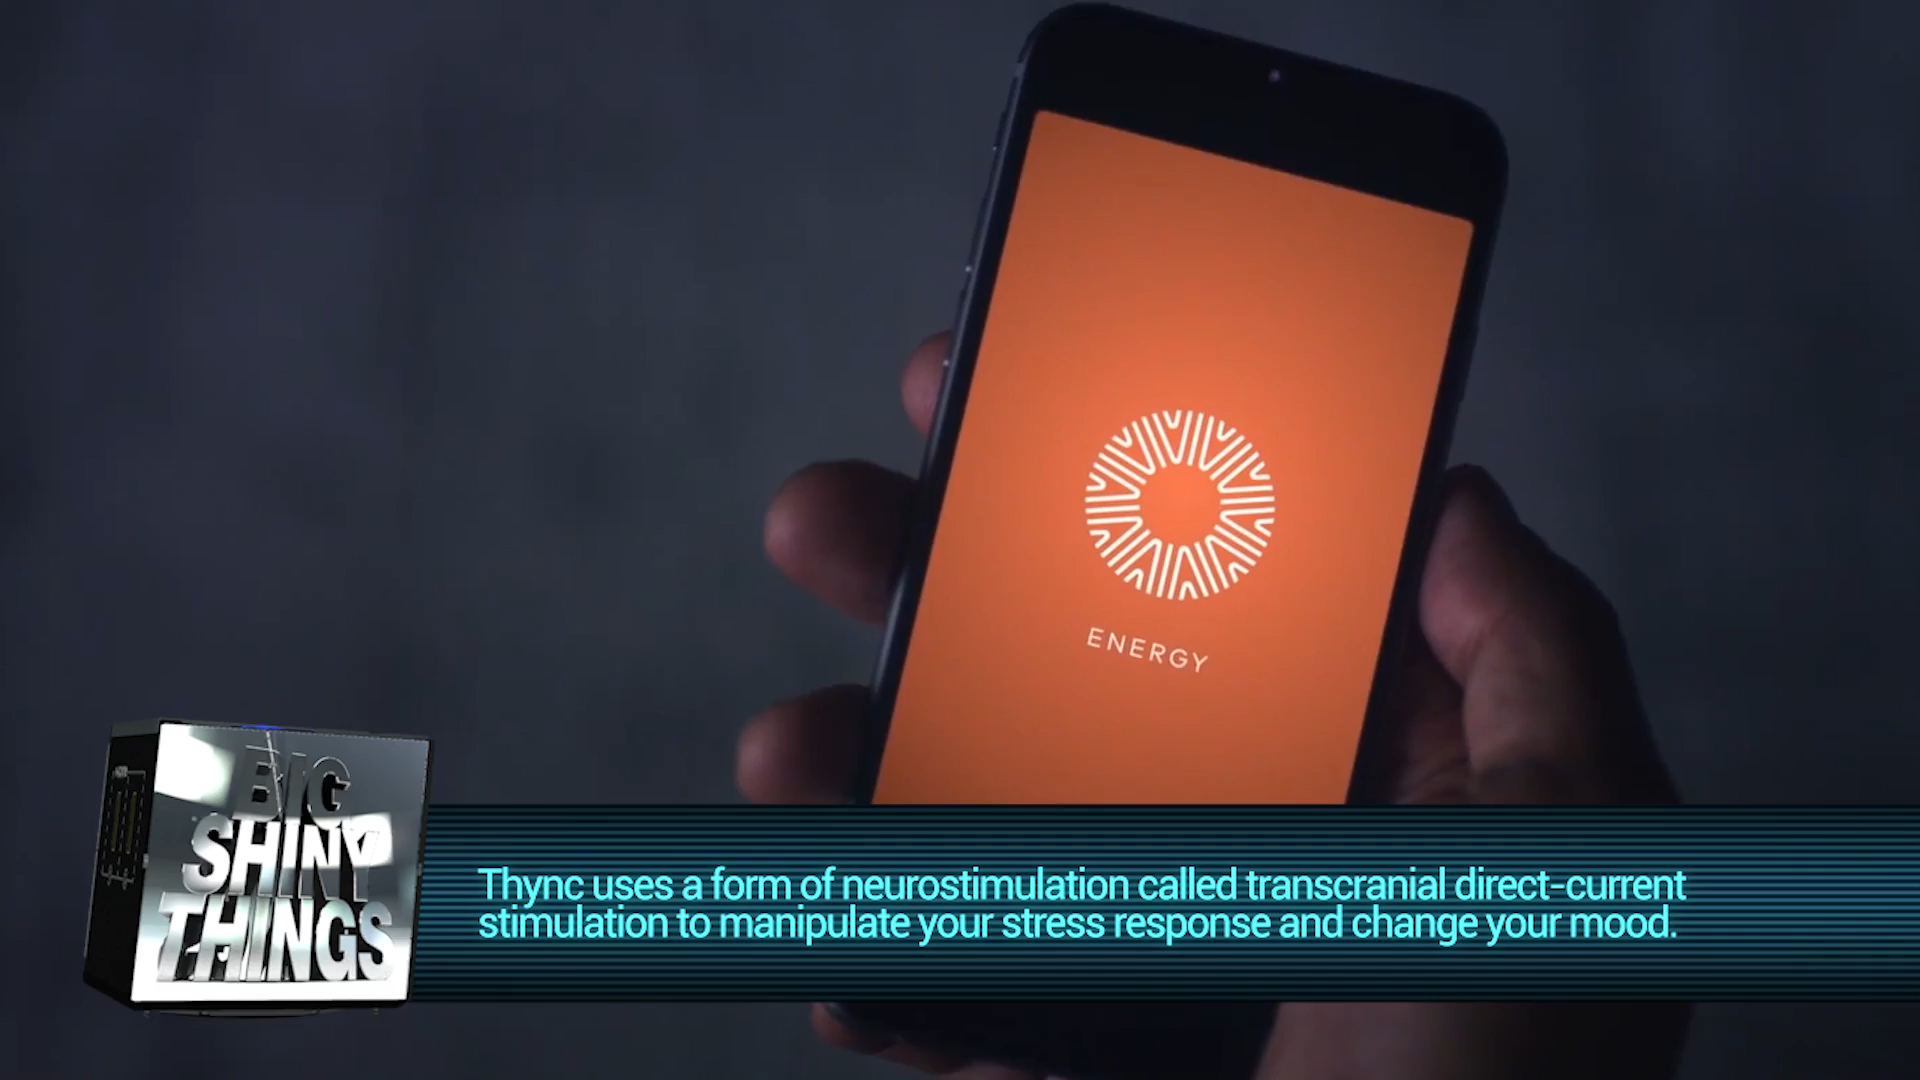 ENERGY
BIG
SHINY
THINGS
Thync uses a form of neurostimulation called transcranial direct-current
stimulation to manipulate your stress response and change your mood.